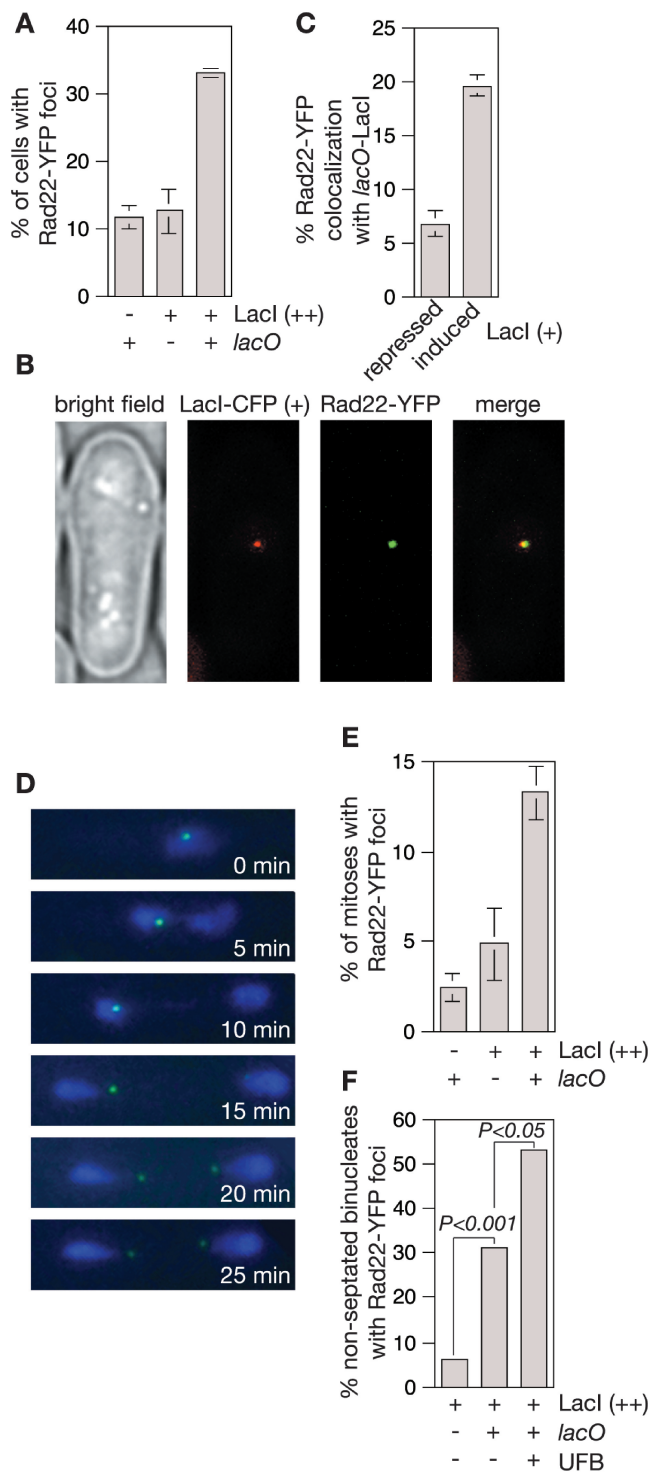 A
% of cells with
Rad22-YFP foci
40
30
20
10
0
- + + LacI (++)
+ - + lacO
C
% Rad22-YFP
colocalization
with lacO-LacI
25
20
15
10
5
0
repressed
induced
LacI (+)
B
bright field LacI-CFP (+) Rad22-YFP merge
D
0 min
5 min
10 min
15 min
20 min
25 min
E
% of mitoses with
Rad22-YFP foci
15
10
5
0
- + + LacI (++)
+ - + lacO
F
% non-septated binucleates
with Rad22-YFP foci
60
50
40
30
20
10
0
P<0.05
P<0.001
+ + + LacI (++)
- + + lacO
- - + UFB